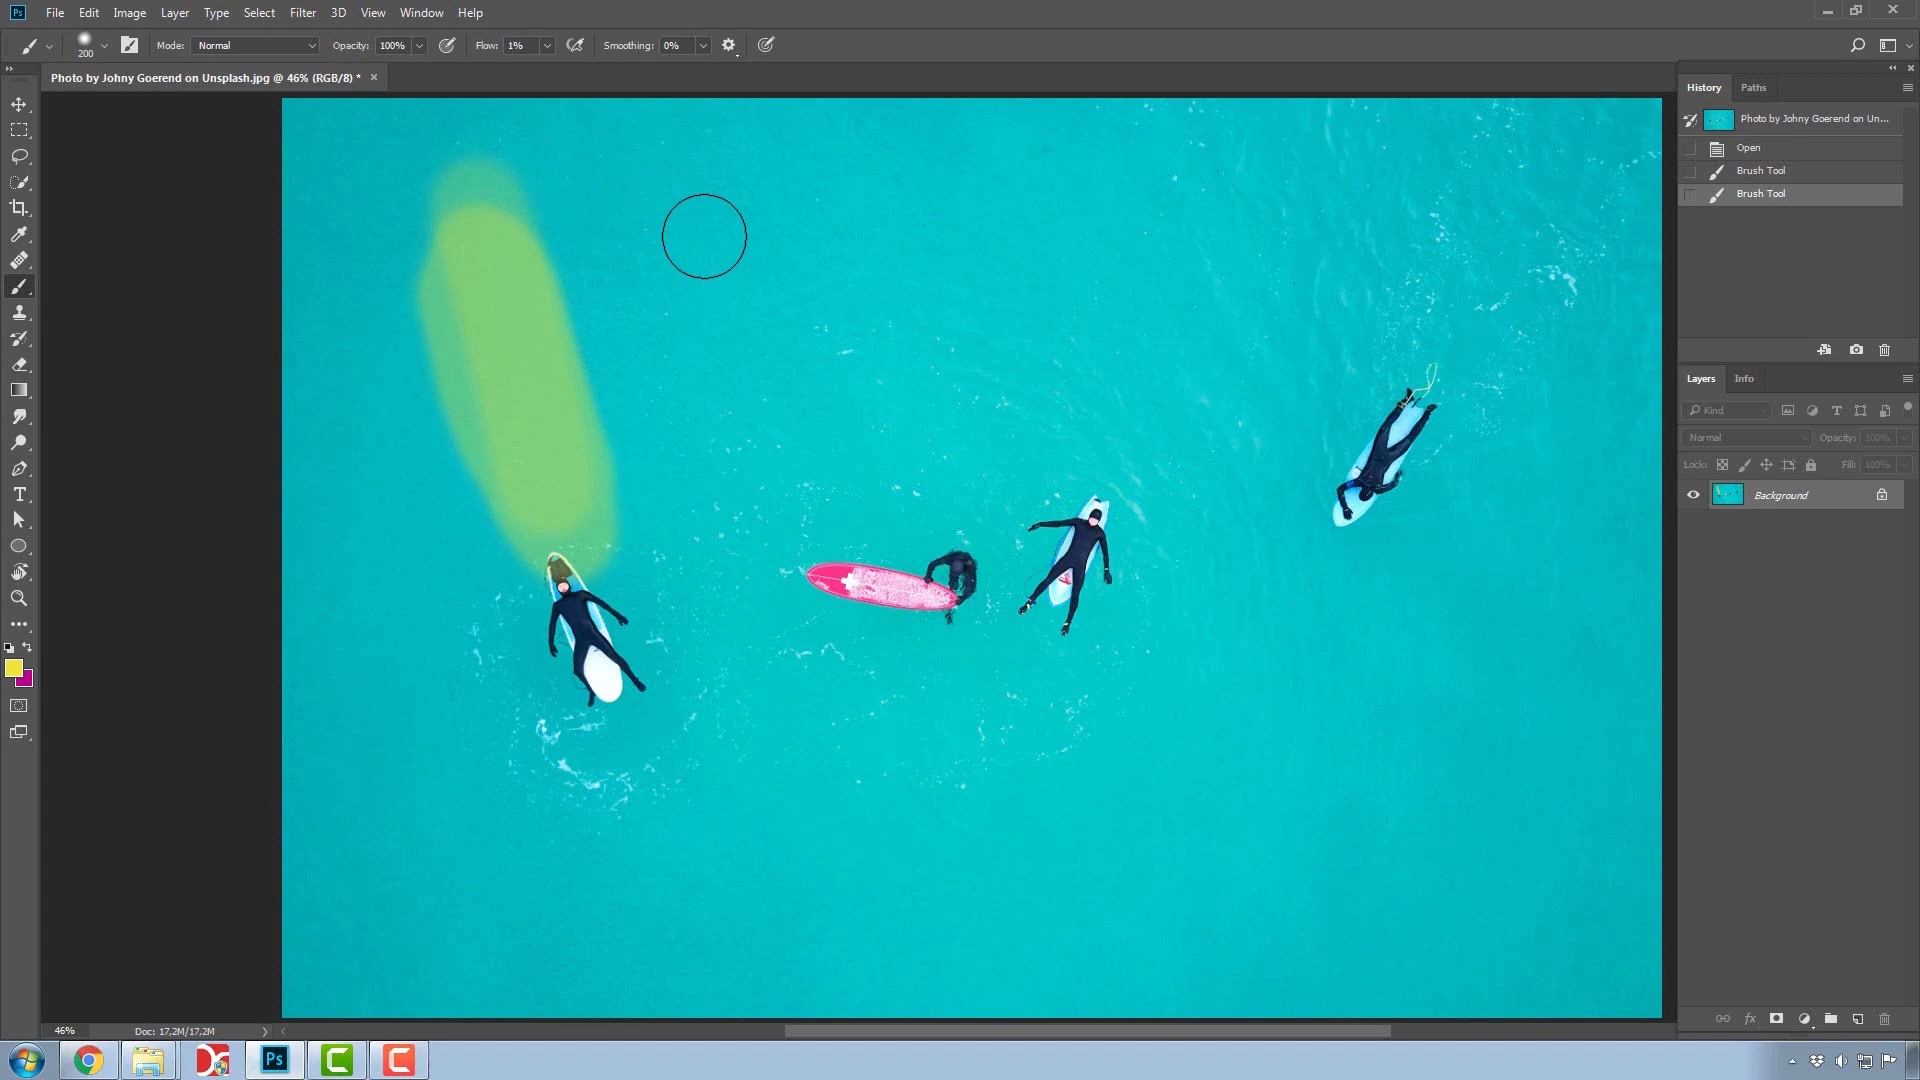 Ps File Edit Image Layer Type Select Filter 3D View Window Help
200 Mode: Normal Opacity: 100% Flow: 1% Smoothing: 0%
Photo by Johny Goerend on Unsplash.jpg @ 46% (RGB/8) *
History Paths
Photo by Johny Goerend on Un...
Open
Brush Tool
Brush Tool
Layers Info
Kind
Normal Opacity: 100%
Lock: Fill: 100%
Background
46% Doc: 17,2M/17,2M
Ps